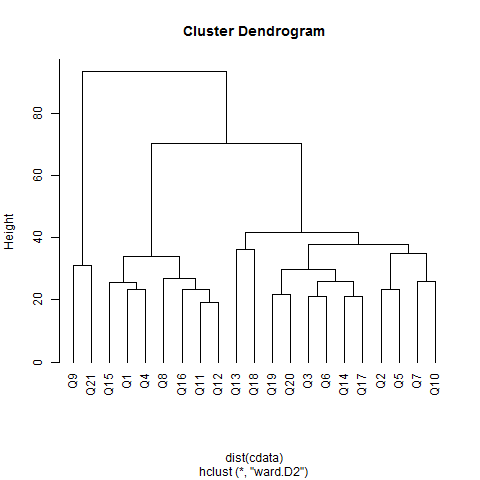 Cluster Dendrogram
Height
80
60
40
20
0
Q9 Q21 Q15 Q1 Q4 Q8 Q16 Q11 Q12 Q13 Q18 Q19 Q20 Q3 Q6 Q14 Q17 Q2 Q5 Q7 Q10
dist(cdata)
hclust (*, "ward.D2")